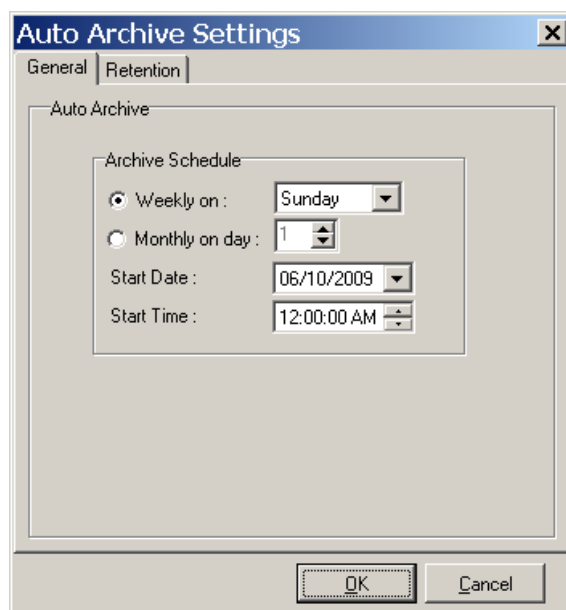 Auto Archive Settings
General Retention
Auto Archive
Archive Schedule
Weekly on : Sunday
Monthly on day : 1
Start Date : 06/10/2009
Start Time : 12:00:00 AM
OK Cancel